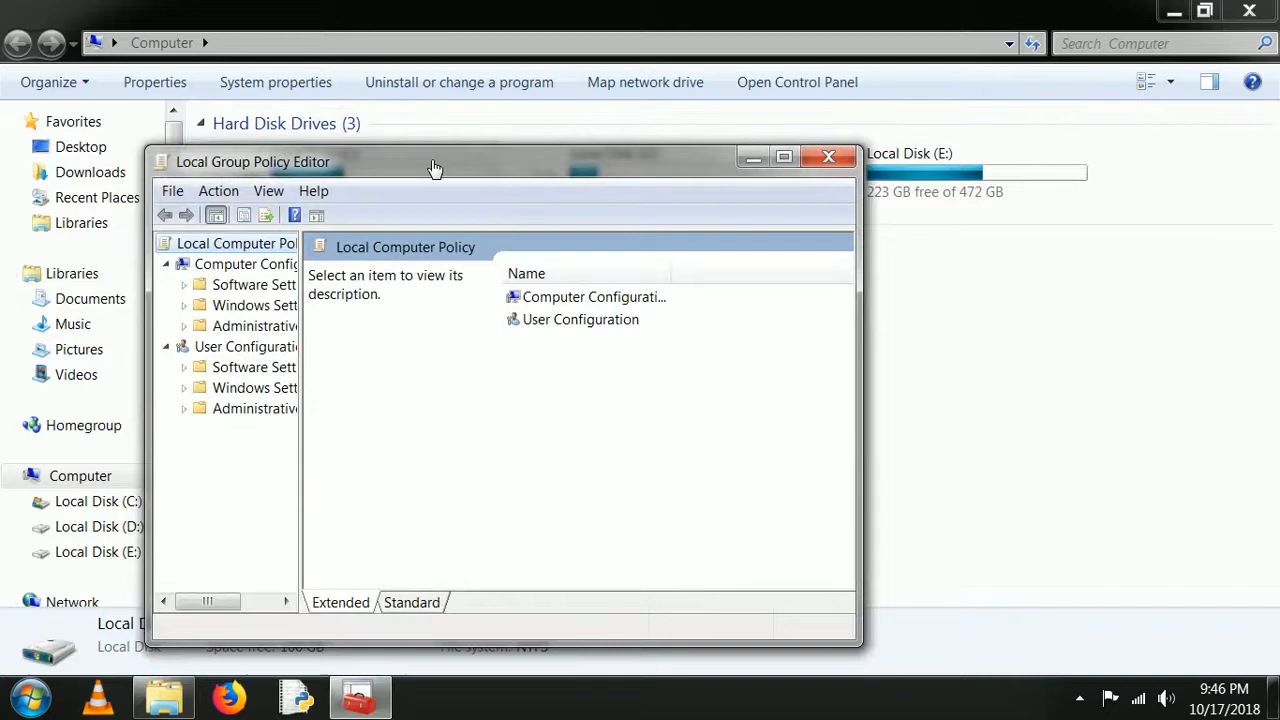 Computer
Search Computer
Organize
Properties
System properties
Uninstall or change a program
Map network drive
Open Control Panel
Favorites
Desktop
Downloads
Recent Places
Libraries
Libraries
Documents
Music
Pictures
Videos
Homegroup
Computer
Local Disk (C:)
Local Disk (D:)
Local Disk (E:)
Network
Hard Disk Drives (3)
Local Disk (E:)
223 GB free of 472 GB
Local Group Policy Editor
File
Action
View
Help
Local Computer Pol
Computer Config
Software Sett
Windows Sett
Administrative
User Configurati
Software Sett
Windows Sett
Administrative
Local Computer Policy
Select an item to view its
description.
Name
Computer Configurati...
User Configuration
Extended
Standard
Local D
Local Disk
9:46 PM
10/17/2018